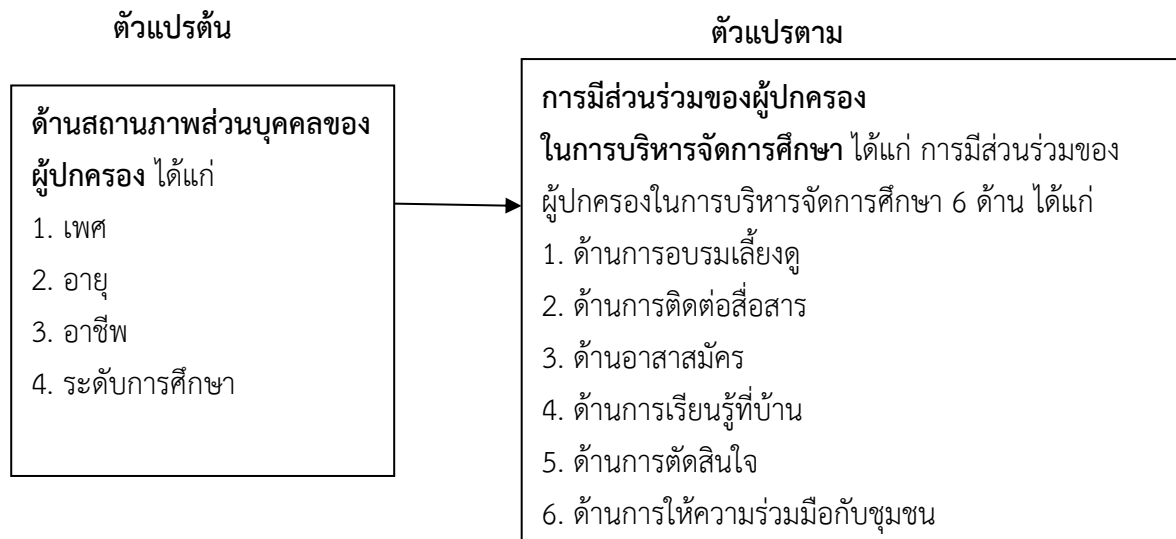 ตัวแปรต้น
ตัวแปรตาม
ด้านสถานภาพส่วนบุคคลของ
ผู้ปกครอง ได้แก่
1. เพศ
2. อายุ
3. อาชีพ
4. ระดับการศึกษา
การมีส่วนร่วมของผู้ปกครอง
ในการบริหารจัดการศึกษา ได้แก่ การมีส่วนร่วมของ
ผู้ปกครองในการบริหารจัดการศึกษา 6 ด้าน ได้แก่
1. ด้านการอบรมเลี้ยงดู
2. ด้านการติดต่อสื่อสาร
3. ด้านอาสาสมัคร
4. ด้านการเรียนรู้ที่บ้าน
5. ด้านการตัดสินใจ
6. ด้านการให้ความร่วมมือกับชุมชน